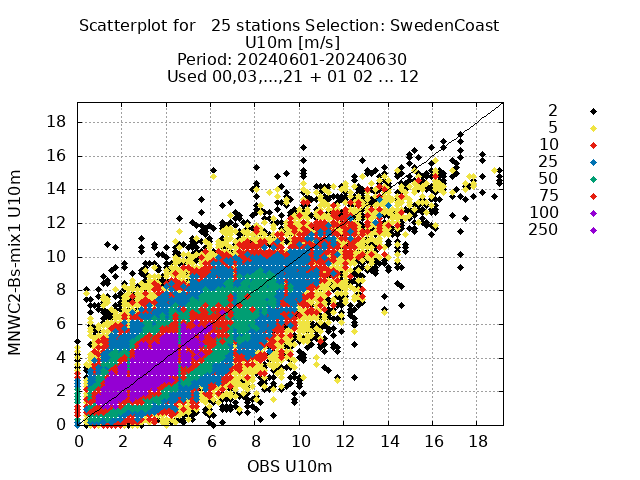 Scatterplot for   25 stations Selection: SwedenCoast
U10m [m/s]
Period: 20240601-20240630
Used 00,03,...,21 + 01 02 ... 12
2
5
10
25
50
75
100
250
18
16
14
12
10
8
6
4
2
0
MNWC2-Bs-mix1 U10m
0 2 4 6 8 10 12 14 16 18
OBS U10m